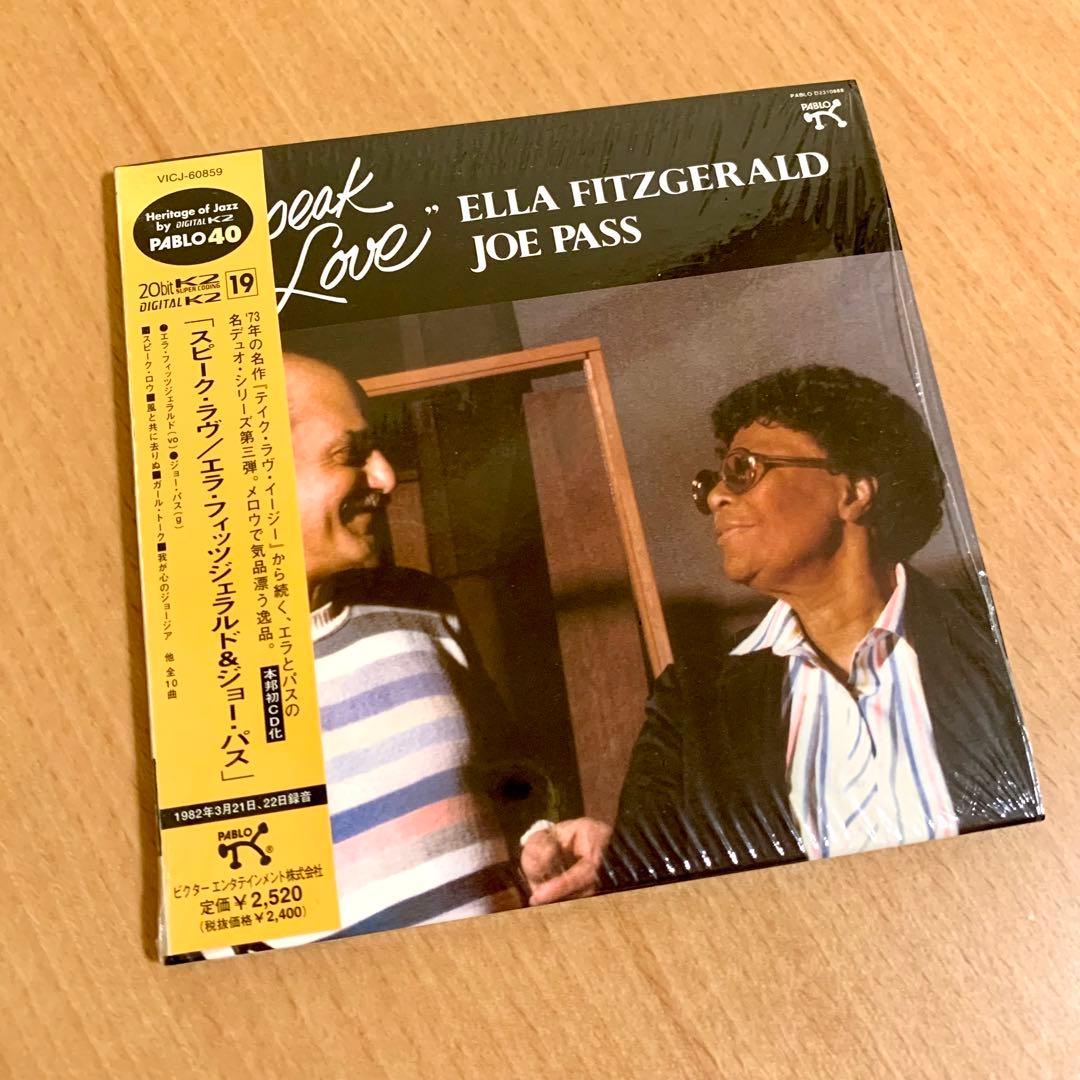 VICJ-60859
Heritage of Jazz
by DIGITAL K2
PABLO 40
20bit K2
SUPER CODING
DIGITAL K2
19
'73年の名作『テイク・ラヴ・イージー』から続く、エラとパスの
名デュオ・シリーズ第三弾。メロウで気品漂う逸品。
本邦初CD化
「スピーク・ラヴ/エラ・フィッツジェラルド&ジョー・パス」
●エラ・フィッツジェラルド(vo)●ジョー・パス(g)
■スピーク・ロウ■風と共に去りぬ■ガール・トーク■我が心のジョージア 他 全10曲
1982年3月21日、22日録音
PABLO
®
ビクターエンタテインメント株式会社
定価¥2,520
(税抜価格¥2,400)
PABLO D2310888
PABLO
peak
Love”
ELLA FITZGERALD
JOE PASS